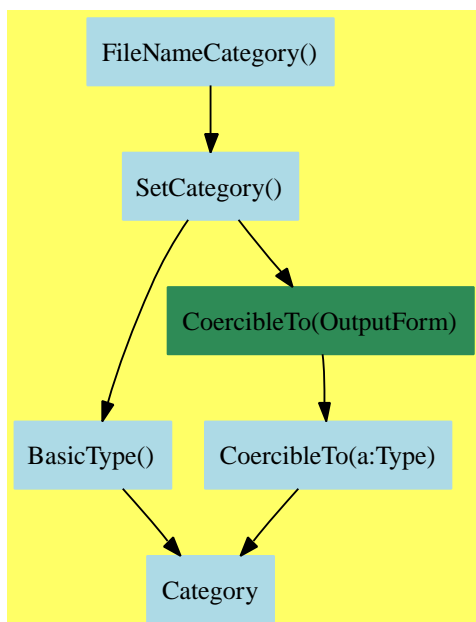 FileNameCategory()
SetCategory()
CoercibleTo(OutputForm)
BasicType()
CoercibleTo(a:Type)
Category